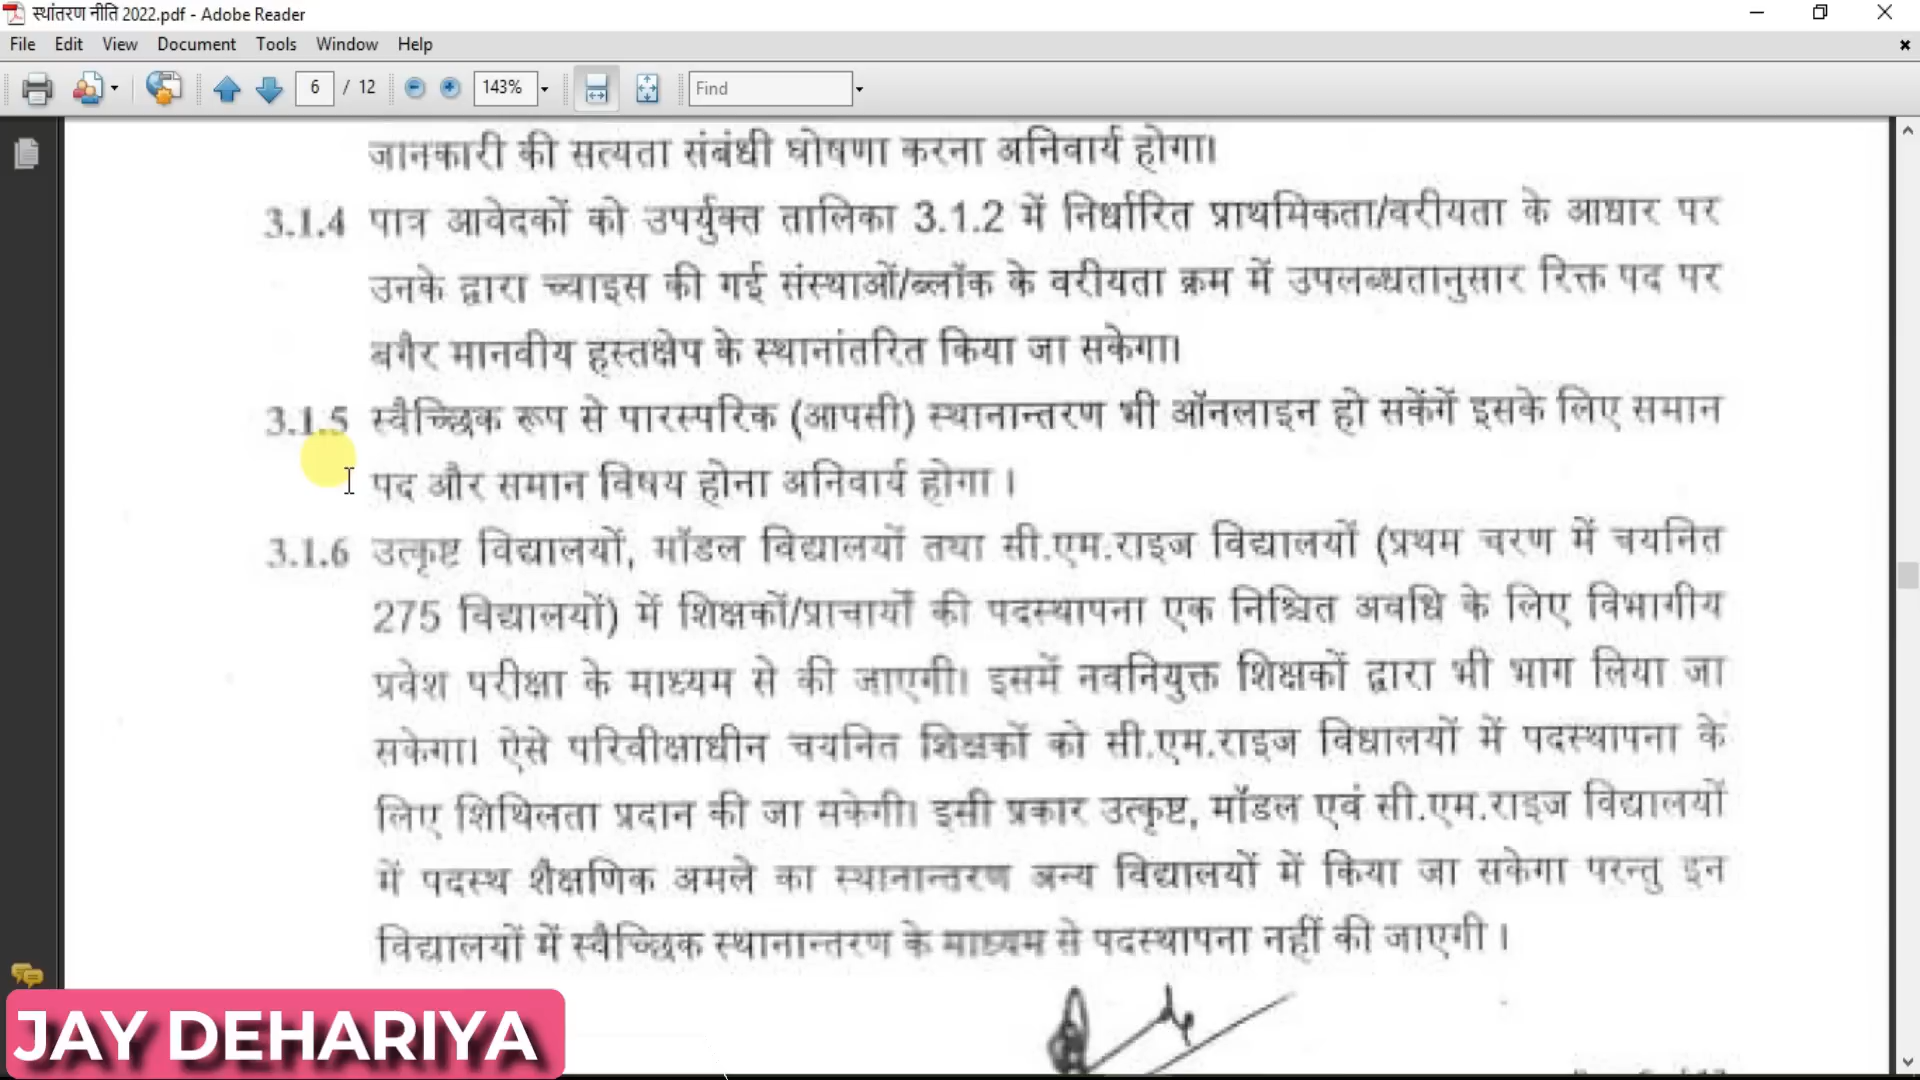 स्थांतरण नीति 2022.pdf - Adobe Reader
File Edit View Document Tools Window Help
6 / 12 143% Find
जानकारी की सत्यता संबंधी घोषणा करना अनिवार्य होगा।
3.1.4 पात्र आवेदकों को उपर्युक्त तालिका 3.1.2 में निर्धारित प्राथमिकता/वरीयता के आधार पर
उनके द्वारा च्वाइस की गई संस्थाओं/ब्लॉक के वरीयता क्रम में उपलब्धतानुसार रिक्त पद पर
बगैर मानवीय हस्तक्षेप के स्थानांतरित किया जा सकेगा।
3.1.5 स्वैच्छिक रूप से पारस्परिक (आपसी) स्थानान्तरण भी ऑनलाइन हो सकेंगें इसके लिए समान
पद और समान विषय होना अनिवार्य होगा ।
3.1.6 उत्कृष्ट विद्यालयों, मॉडल विद्यालयों तथा सी.एम.राइज विद्यालयों (प्रथम चरण में चयनित
275 विद्यालयों) में शिक्षकों/प्राचार्यों की पदस्थापना एक निश्चित अवधि के लिए विभागीय
प्रवेश परीक्षा के माध्यम से की जाएगी। इसमें नवनियुक्त शिक्षकों द्वारा भी भाग लिया जा
सकेगा। ऐसे परिवीक्षाधीन चयनित शिक्षकों को सी.एम.राइज विधालयों में पदस्थापना के
लिए शिथिलता प्रदान की जा सकेगी। इसी प्रकार उत्कृष्ट, मॉडल एवं सी.एम.राइज विद्यालयों
में पदस्थ शैक्षणिक अमले का स्थानान्तरण अन्य विद्यालयों में किया जा सकेगा परन्तु इन
विद्यालयों में स्वैच्छिक स्थानान्तरण के माध्यम से पदस्थापना नहीं की जाएगी ।
JAY DEHARIYA